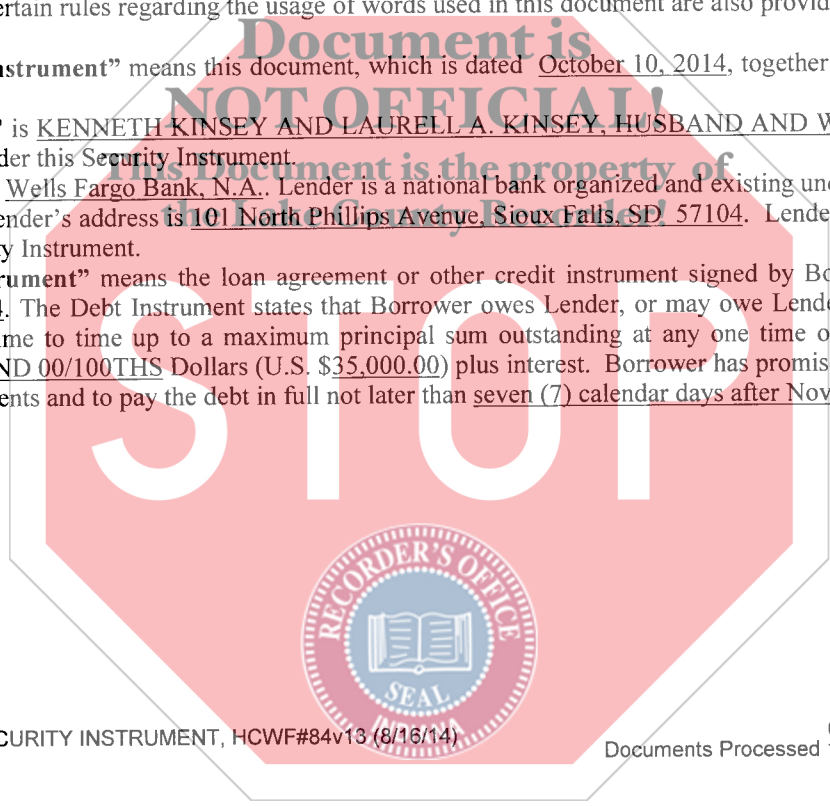 ertain rules regarding the usage of words used in this document are also provid
Document is
nstrument” means this document, which is dated October 10, 2014, together
NOT OFFICIAL!
” is KENNETH KINSEY AND LAURELL A. KINSEY, HUSBAND AND W
der this Security Instrument.
This Document is the property of
Wells Fargo Bank, N.A.. Lender is a national bank organized and existing un
the Lake County Recorder!
ender’s address is 101 North Phillips Avenue, Sioux Falls, SD 57104. Lende
y Instrument.
rument” means the loan agreement or other credit instrument signed by Bo
. The Debt Instrument states that Borrower owes Lender, or may owe Lende
me to time up to a maximum principal sum outstanding at any one time o
ND 00/100THS Dollars (U.S. $35,000.00) plus interest. Borrower has promis
ents and to pay the debt in full not later than seven (7) calendar days after Nov
STOP
RECORDER'S OFFICE
SEAL
INDIANA
CURITY INSTRUMENT, HCWF#84v13 (8/16/14)
Documents Processed